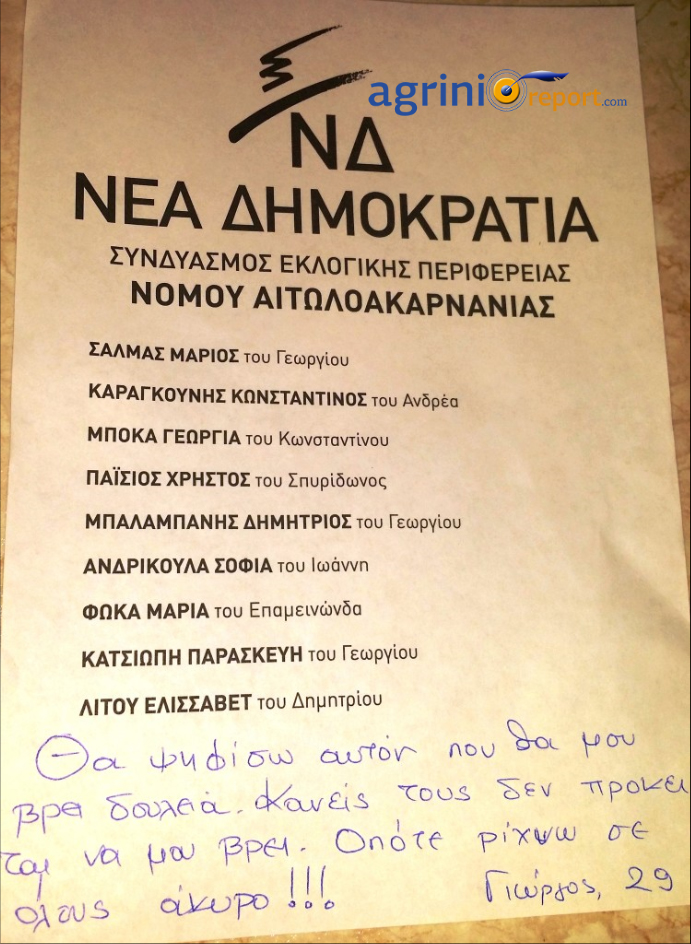 agrinio report.com
ΝΔ
ΝΕΑ ΔΗΜΟΚΡΑΤΙΑ
ΣΥΝΔΥΑΣΜΟΣ ΕΚΛΟΓΙΚΗΣ ΠΕΡΙΦΕΡΕΙΑΣ
ΝΟΜΟΥ ΑΙΤΩΛΟΑΚΑΡΝΑΝΙΑΣ
ΣΑΛΜΑΣ ΜΑΡΙΟΣ του Γεωργίου
ΚΑΡΑΓΚΟΥΝΗΣ ΚΩΝΣΤΑΝΤΙΝΟΣ του Ανδρέα
ΜΠΟΚΑ ΓΕΩΡΓΙΑ του Κωνσταντίνου
ΠΑΪΣΙΟΣ ΧΡΗΣΤΟΣ του Σπυρίδωνος
ΜΠΑΛΑΜΠΑΝΗΣ ΔΗΜΗΤΡΙΟΣ του Γεωργίου
ΑΝΔΡΙΚΟΥΛΑ ΣΟΦΙΑ του Ιωάννη
ΦΩΚΑ ΜΑΡΙΑ του Επαμεινώνδα
ΚΑΤΣΙΩΠΗ ΠΑΡΑΣΚΕΥΗ του Γεωργίου
ΛΙΤΟΥ ΕΛΙΣΣΑΒΕΤ του Δημητρίου
Θα ψηφίσω αυτόν που θα μου
βρει δουλειά. Κανείς τους δεν πρόκει
ται να μου βρει. Οπότε ρίχνω σε
όλους άκυρο!!! Γιώργος, 29